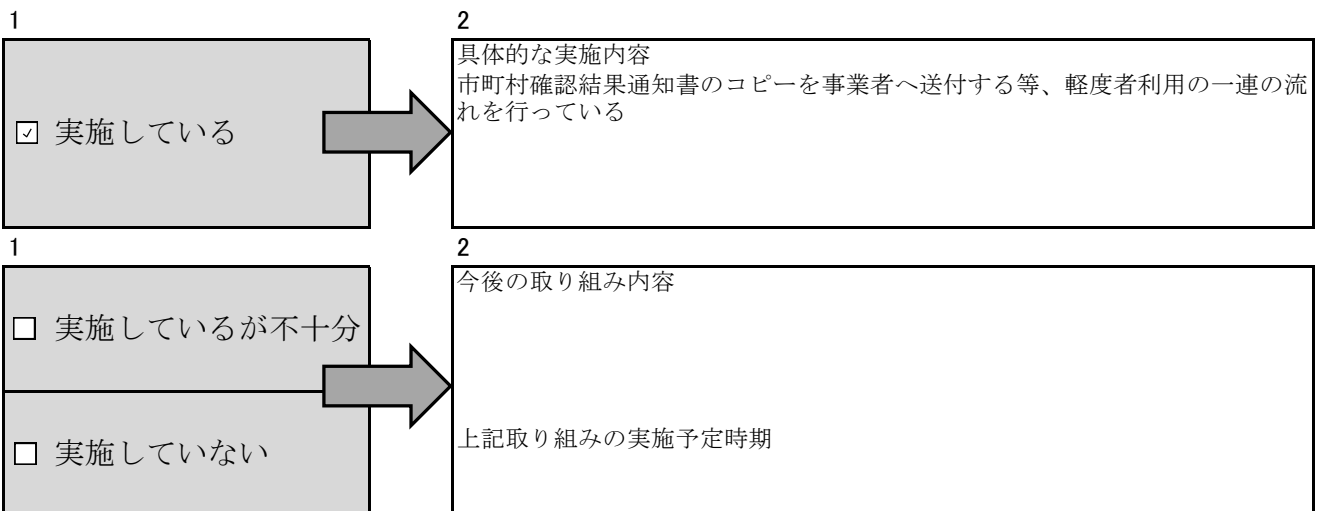 1
2
☑ 実施している
具体的な実施内容
市町村確認結果通知書のコピーを事業者へ送付する等、軽度者利用の一連の流
れを行っている
1
2
□ 実施しているが不十分
□ 実施していない
今後の取り組み内容
上記取り組みの実施予定時期